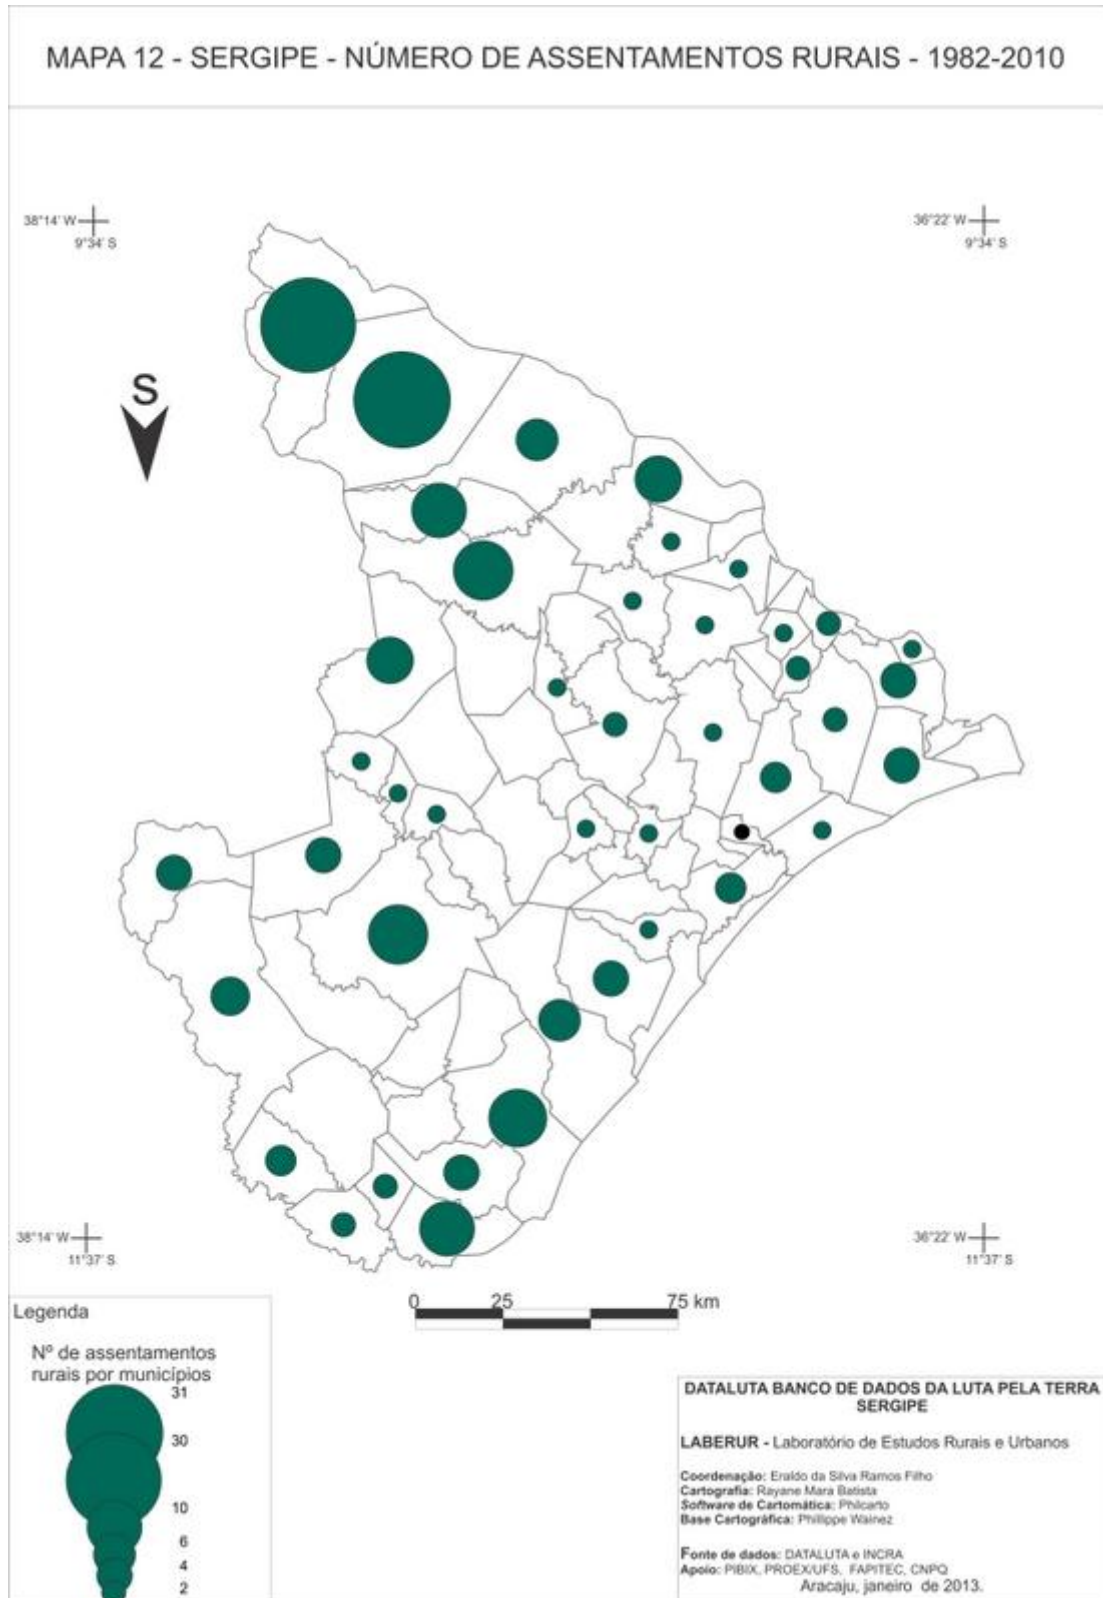 MAPA 12 - SERGIPE - NÚMERO DE ASSENTAMENTOS RURAIS - 1982-2010
38°14' W
9°34' S
36°22' W
9°34' S
S
38°14' W
11°37' S
36°22' W
11°37' S
0 25 75 km
Legenda
Nº de assentamentos
rurais por municípios
31
30
10
6
4
2
DATALUTA BANCO DE DADOS DA LUTA PELA TERRA
SERGIPE
LABERUR - Laboratório de Estudos Rurais e Urbanos
Coordenação: Eraldo da Silva Ramos Filho
Cartografia: Rayane Mara Batista
Software de Cartomática: Philcarto
Base Cartográfica: Phillippe Wainez
Fonte de dados: DATALUTA e INCRA
Apoio: PIBIX, PROEX/UFS, FAPITEC, CNPQ
Aracaju, janeiro de 2013.